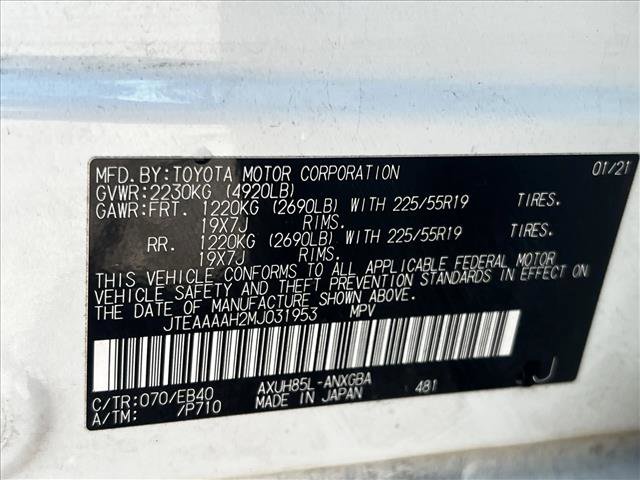 MFD.BY:TOYOTA MOTOR CORPORATION 01/21
GVWR:2230KG (4920LB)
GAWR:FRT. 1220KG (2690LB) WITH 225/55R19 TIRES.
19X7J RIMS.
RR. 1220KG (2690LB) WITH 225/55R19 TIRES.
19X7J RIMS.
THIS VEHICLE CONFORMS TO ALL APPLICABLE FEDERAL MOTOR
VEHICLE SAFETY AND THEFT PREVENTION STANDARDS IN EFFECT ON
THE DATE OF MANUFACTURE SHOWN ABOVE.
JTEAAAAH2MJ031953 MPV
C/TR:070/EB40 AXUH85L-ANXGBA 481 J
A/TM: /P710 MADE IN JAPAN